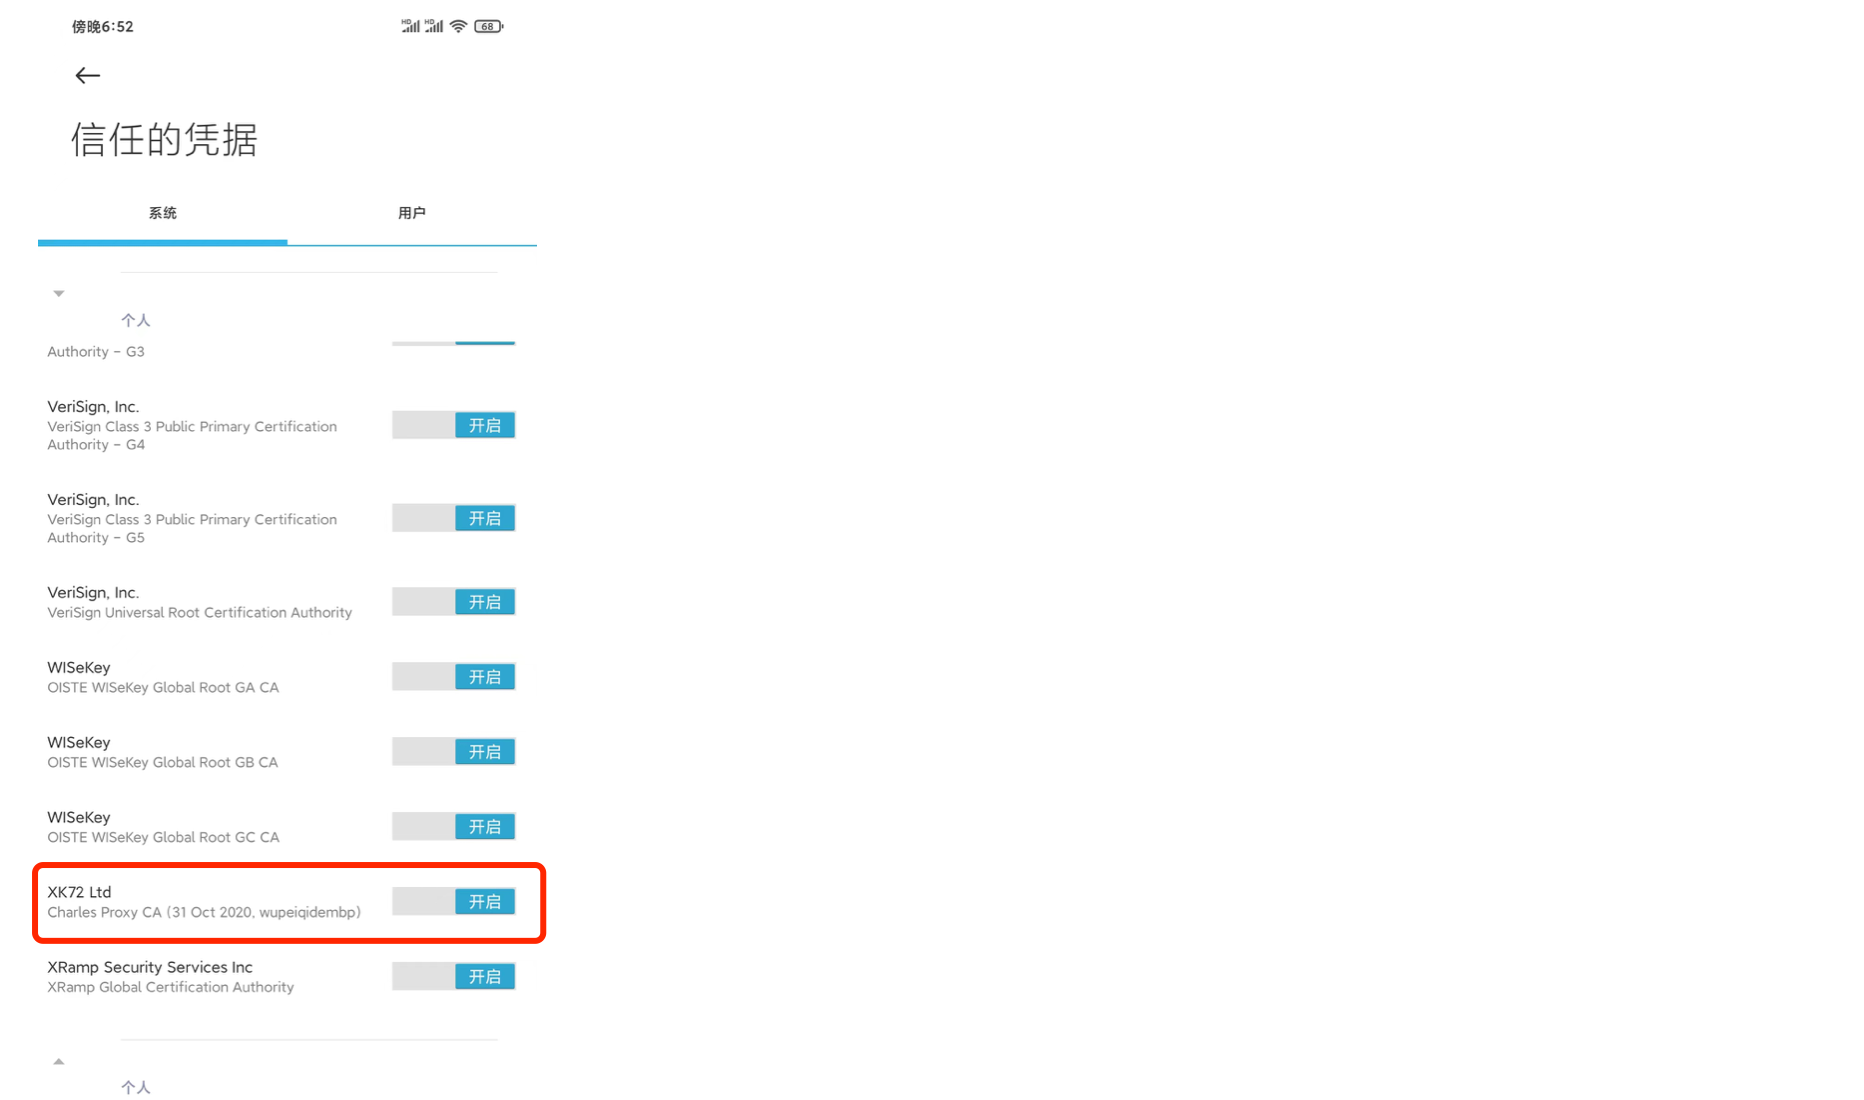 傍晚6:52
HD HD 68
信任的凭据
系统 用户
个人
Authority – G3
VeriSign, Inc.
VeriSign Class 3 Public Primary Certification
Authority – G4
开启
VeriSign, Inc.
VeriSign Class 3 Public Primary Certification
Authority – G5
开启
VeriSign, Inc.
VeriSign Universal Root Certification Authority
开启
WISeKey
OISTE WISeKey Global Root GA CA
开启
WISeKey
OISTE WISeKey Global Root GB CA
开启
WISeKey
OISTE WISeKey Global Root GC CA
开启
XK72 Ltd
Charles Proxy CA (31 Oct 2020, wupeiqidembp)
开启
XRamp Security Services Inc
XRamp Global Certification Authority
开启
个人